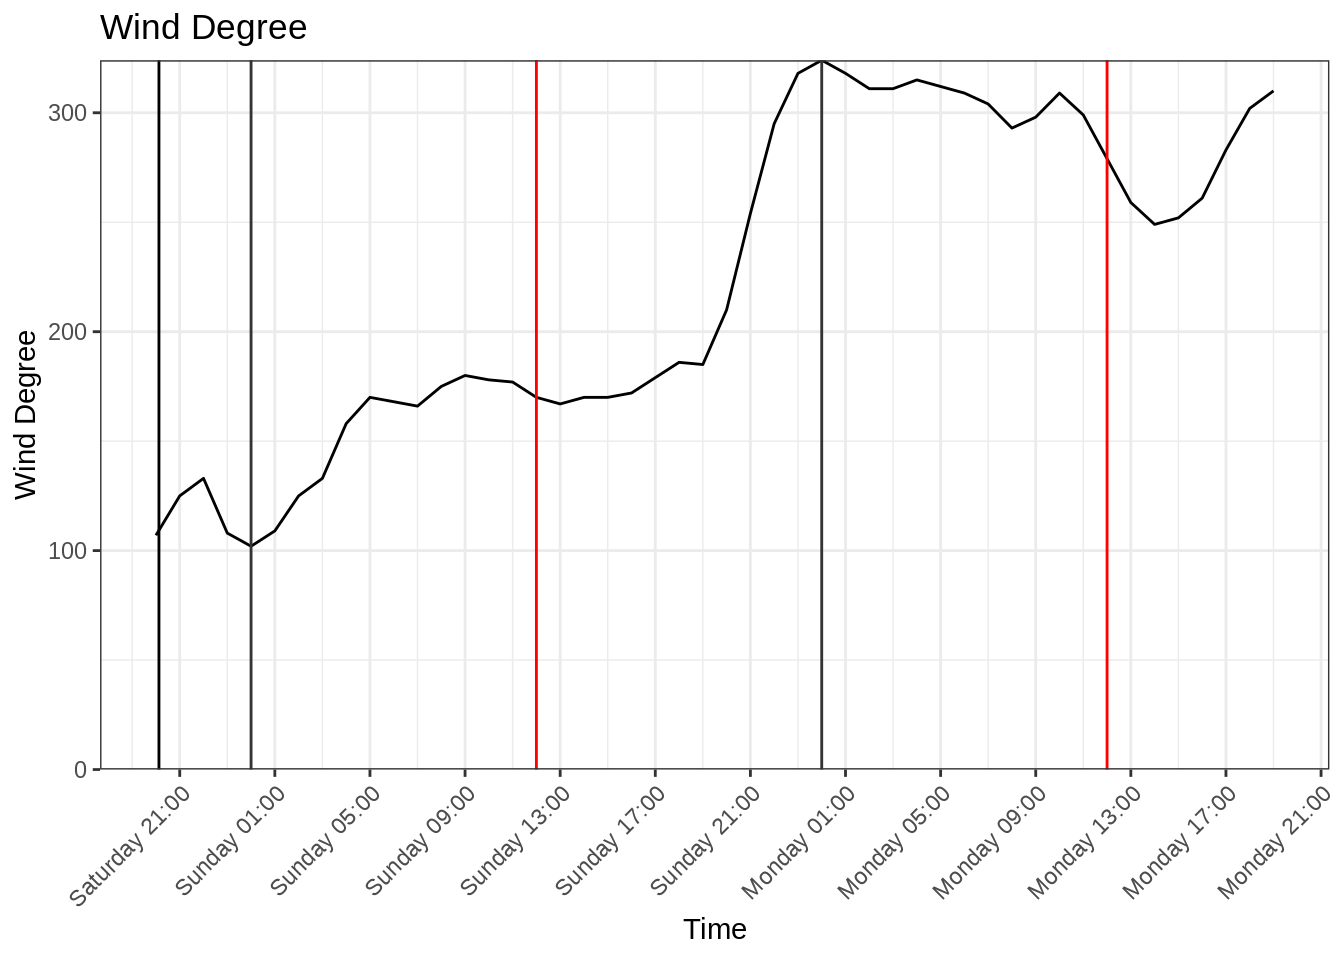 Wind Degree
Wind Degree
300
200
100
0
Saturday 21:00
Sunday 01:00
Sunday 05:00
Sunday 09:00
Sunday 13:00
Sunday 17:00
Sunday 21:00
Monday 01:00
Monday 05:00
Monday 09:00
Monday 13:00
Monday 17:00
Monday 21:00
Time